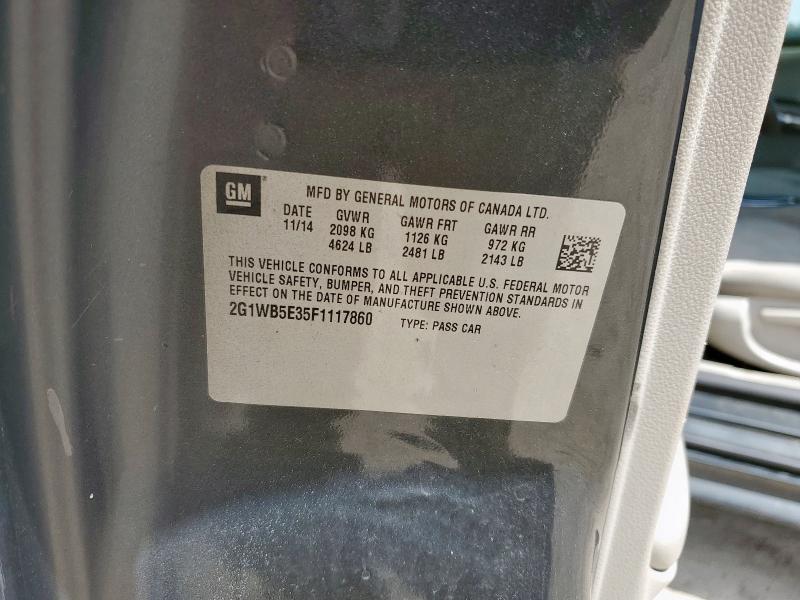 GM
MFD BY GENERAL MOTORS OF CANADA LTD.
DATE GVWR GAWR FRT GAWR RR
11/14 2098 KG 1126 KG 972 KG
4624 LB 2481 LB 2143 LB
THIS VEHICLE CONFORMS TO ALL APPLICABLE U.S. FEDERAL MOTOR
VEHICLE SAFETY, BUMPER, AND THEFT PREVENTION STANDARDS IN
EFFECT ON THE DATE OF MANUFACTURE SHOWN ABOVE.
2G1WB5E35F1117860 TYPE: PASS CAR